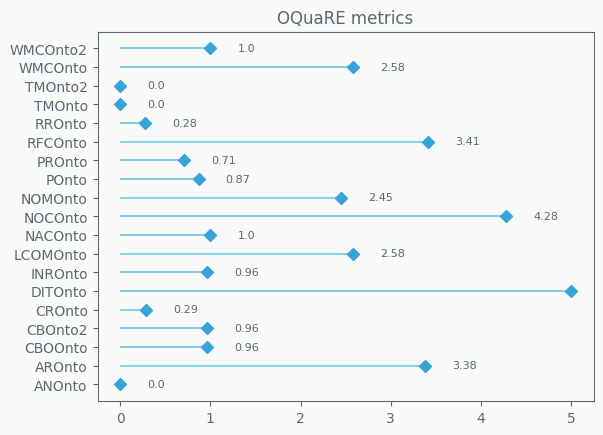 OQuaRE metrics
WMCOnto2 1.0
WMCOnto 2.58
TMOnto2 0.0
TMOnto 0.0
RROnto 0.28
RFCOnto 3.41
PROnto 0.71
POnto 0.87
NOMOnto 2.45
NOCOnto 4.28
NACOnto 1.0
LCOMOnto 2.58
INROnto 0.96
DITOnto
CROnto 0.29
CBOnto2 0.96
CBOOnto 0.96
AROnto 3.38
ANOnto 0.0
0 1 2 3 4 5